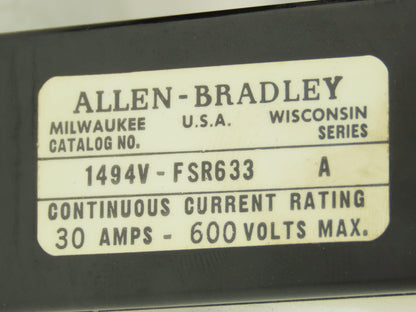 ALLEN-BRADLEY
MILWAUKEE U.S.A. WISCONSIN
CATALOG NO. SERIES
1494V-FSR633 A
CONTINUOUS CURRENT RATING
30 AMPS - 600 VOLTS MAX.